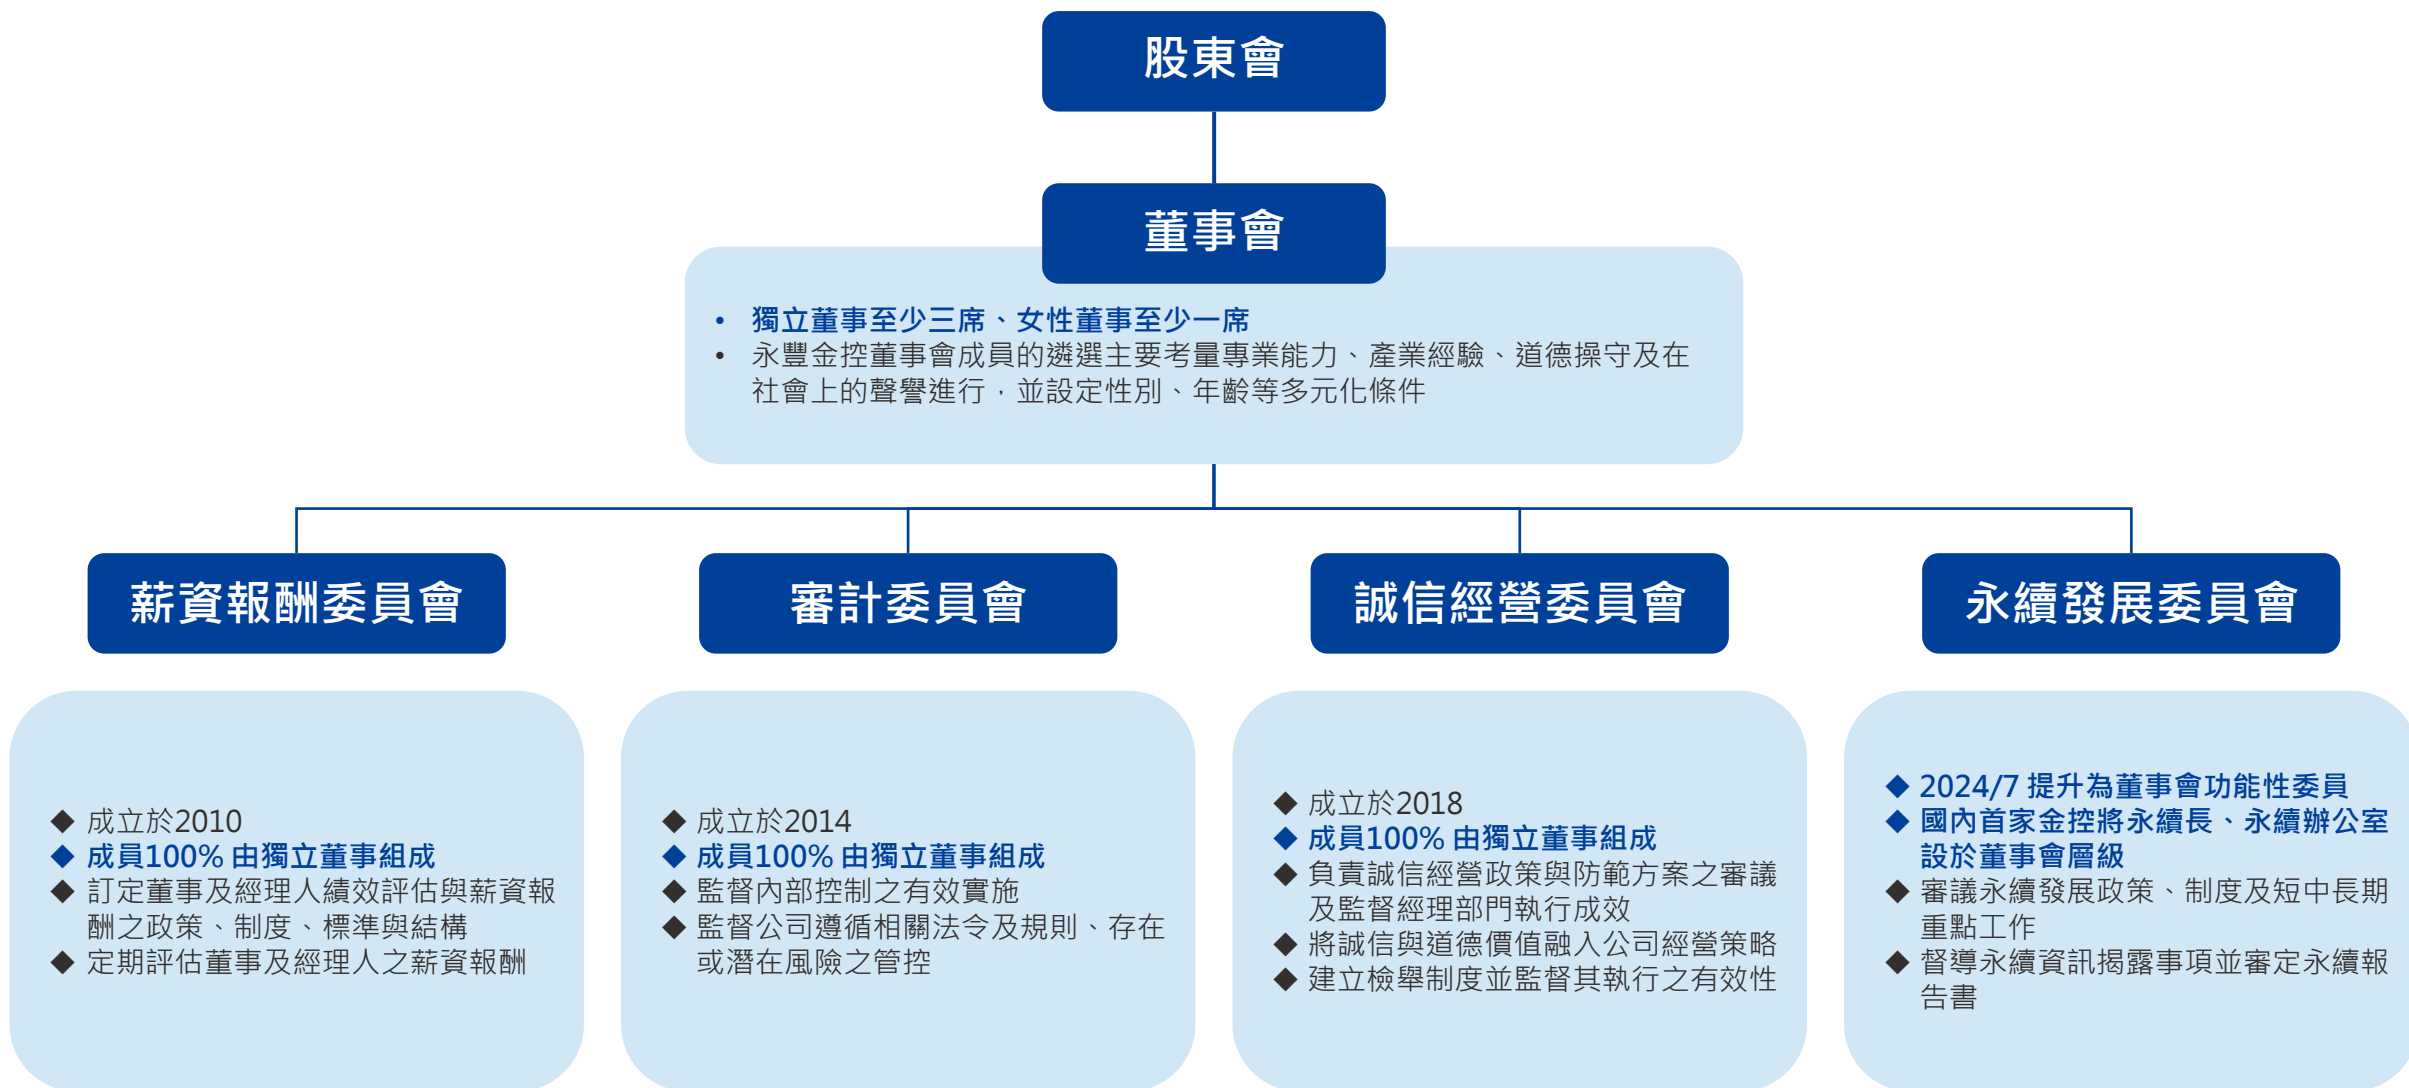 股東會
董事會
• 獨立董事至少三席、女性董事至少一席
• 永豐金控董事會成員的遴選主要考量專業能力、產業經驗、道德操守及在
社會上的聲譽進行，並設定性別、年齡等多元化條件
薪資報酬委員會
◆ 成立於2010
◆ 成員100% 由獨立董事組成
◆ 訂定董事及經理人績效評估與薪資報
酬之政策、制度、標準與結構
◆ 定期評估董事及經理人之薪資報酬
審計委員會
◆ 成立於2014
◆ 成員100% 由獨立董事組成
◆ 監督內部控制之有效實施
◆ 監督公司遵循相關法令及規則、存在
或潛在風險之管控
誠信經營委員會
◆ 成立於2018
◆ 成員100% 由獨立董事組成
◆ 負責誠信經營政策與防範方案之審議
及監督經理部門執行成效
◆ 將誠信與道德價值融入公司經營策略
◆ 建立檢舉制度並監督其執行之有效性
永續發展委員會
◆ 2024/7 提升為董事會功能性委員
◆ 國內首家金控將永續長、永續辦公室
設於董事會層級
◆ 審議永續發展政策、制度及短中長期
重點工作
◆ 督導永續資訊揭露事項並審定永續報
告書